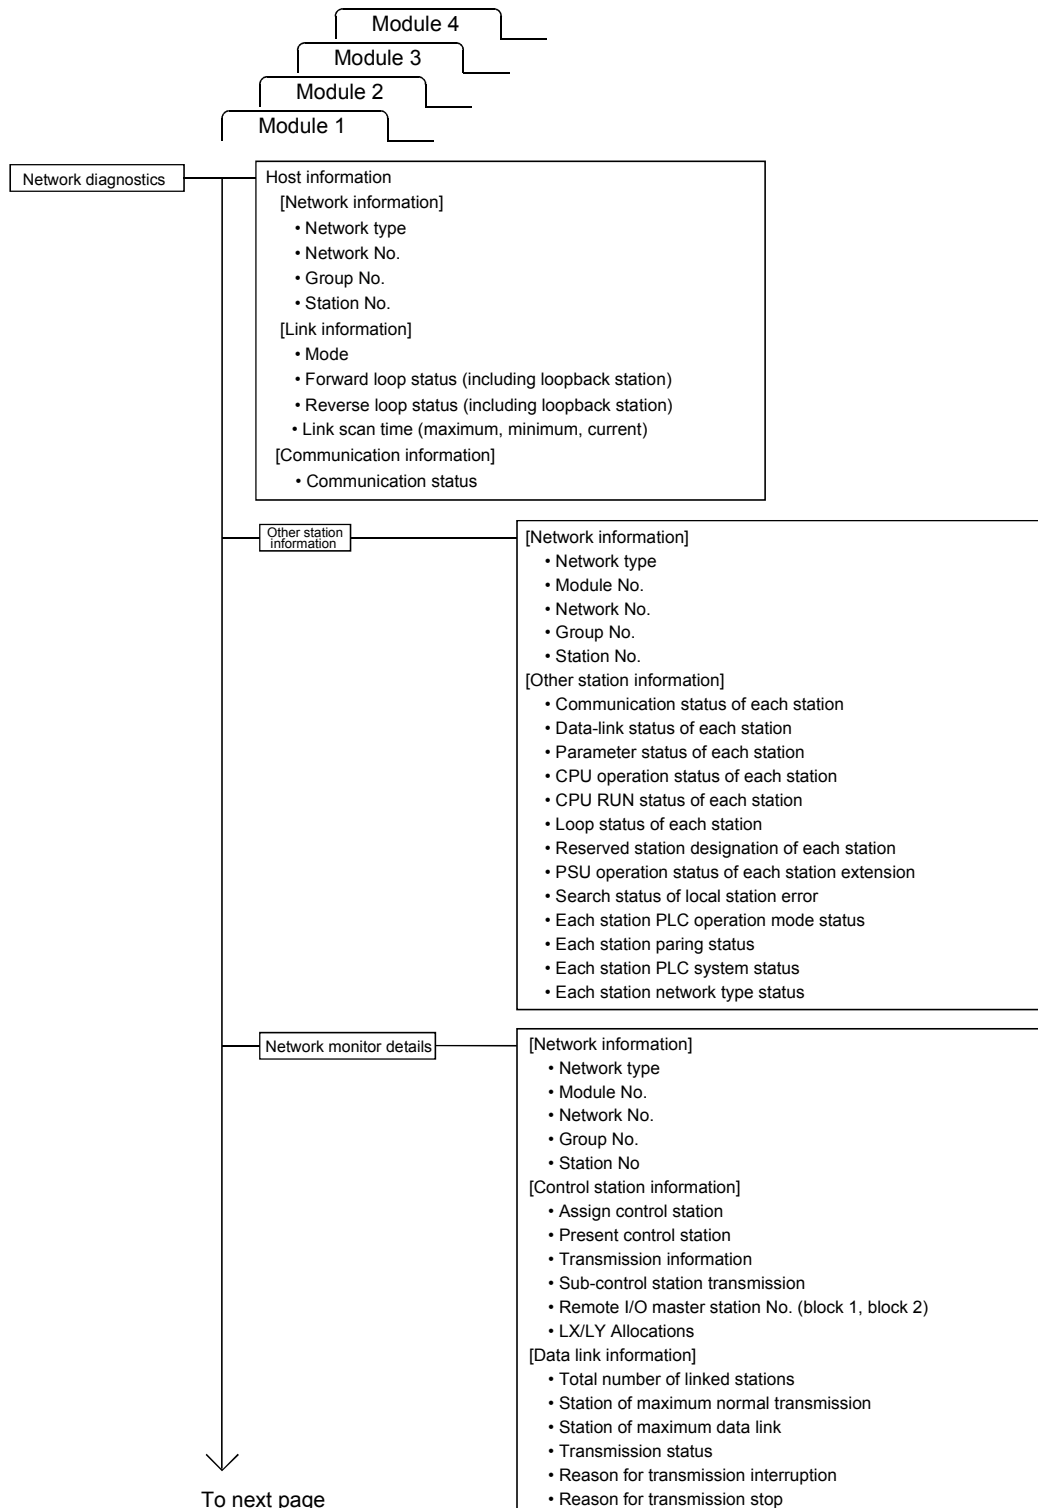 Module 4
Module 3
Module 2
Module 1
Network diagnostics
Host information
[Network information]
• Network type
• Network No.
• Group No.
• Station No.
[Link information]
• Mode
• Forward loop status (including loopback station)
• Reverse loop status (including loopback station)
• Link scan time (maximum, minimum, current)
[Communication information]
• Communication status
Other station
information
[Network information]
• Network type
• Module No.
• Network No.
• Group No.
• Station No.
[Other station information]
• Communication status of each station
• Data-link status of each station
• Parameter status of each station
• CPU operation status of each station
• CPU RUN status of each station
• Loop status of each station
• Reserved station designation of each station
• PSU operation status of each station extension
• Search status of local station error
• Each station PLC operation mode status
• Each station paring status
• Each station PLC system status
• Each station network type status
Network monitor details
[Network information]
• Network type
• Module No.
• Network No.
• Group No.
• Station No
[Control station information]
• Assign control station
• Present control station
• Transmission information
• Sub-control station transmission
• Remote I/O master station No. (block 1, block 2)
• LX/LY Allocations
[Data link information]
• Total number of linked stations
• Station of maximum normal transmission
• Station of maximum data link
• Transmission status
• Reason for transmission interruption
• Reason for transmission stop
To next page